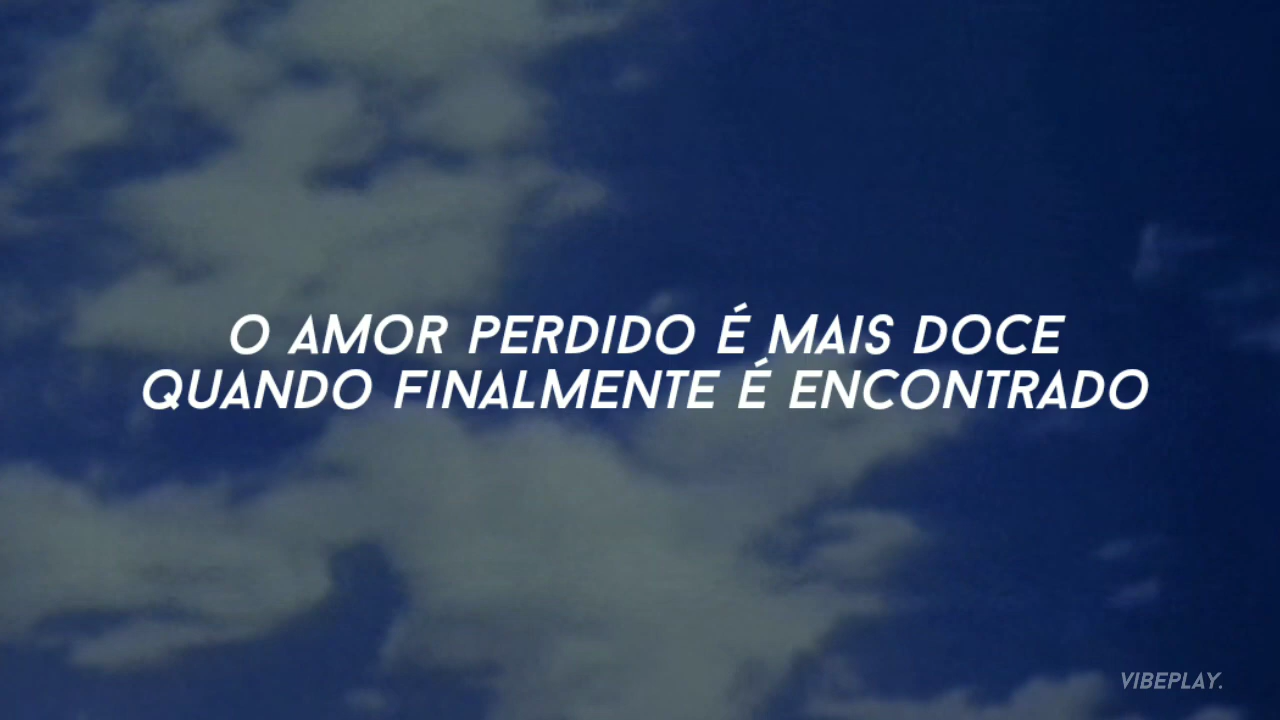 O AMOR PERDIDO É MAIS DOCE
QUANDO FINALMENTE É ENCONTRADO
VIBEPLAY.